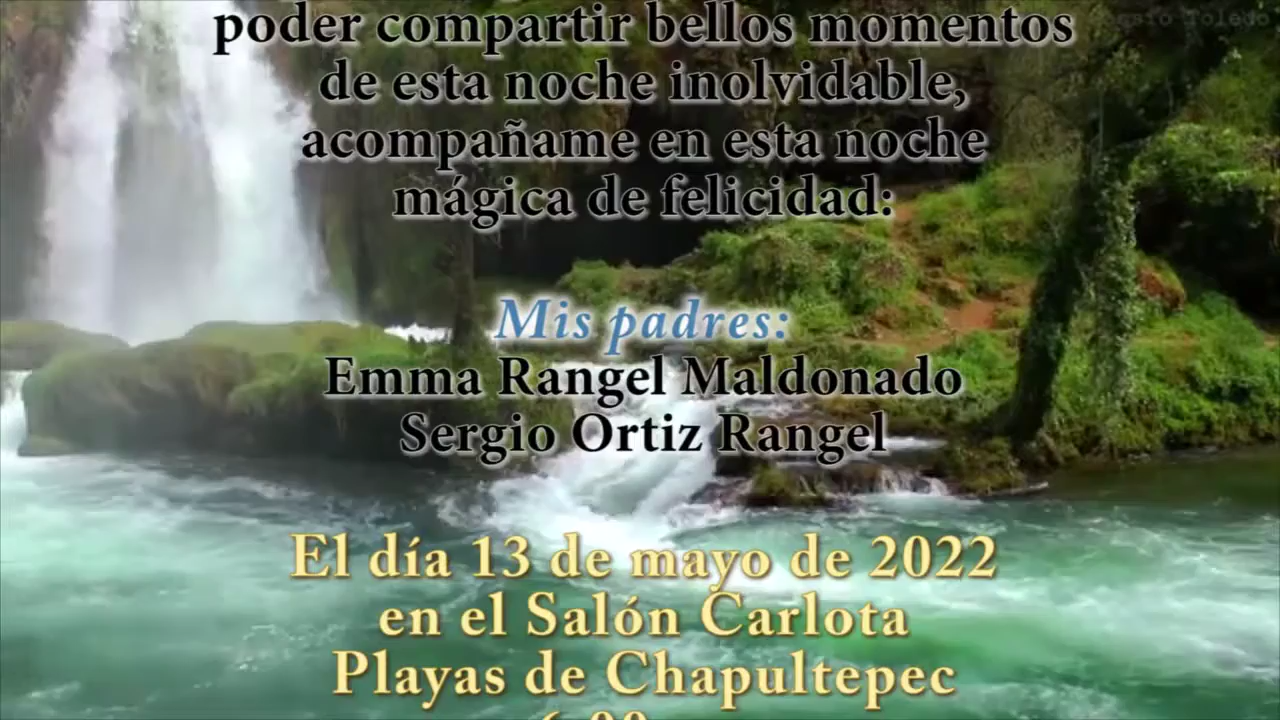 poder compartir bellos momentos
de esta noche inolvidable,
acompañame en esta noche
mágica de felicidad:
Mis padres:
Emma Rangel Maldonado
Sergio Ortiz Rangel
El día 13 de mayo de 2022
en el Salón Carlota
Playas de Chapultepec